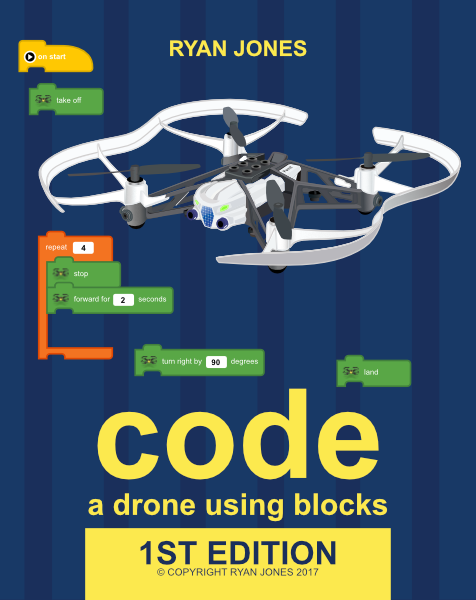 RYAN JONES
on start
take off
repeat 4
stop
forward for 2 seconds
turn right by 90 degrees
land
code
a drone using blocks
1ST EDITION
© COPYRIGHT RYAN JONES 2017